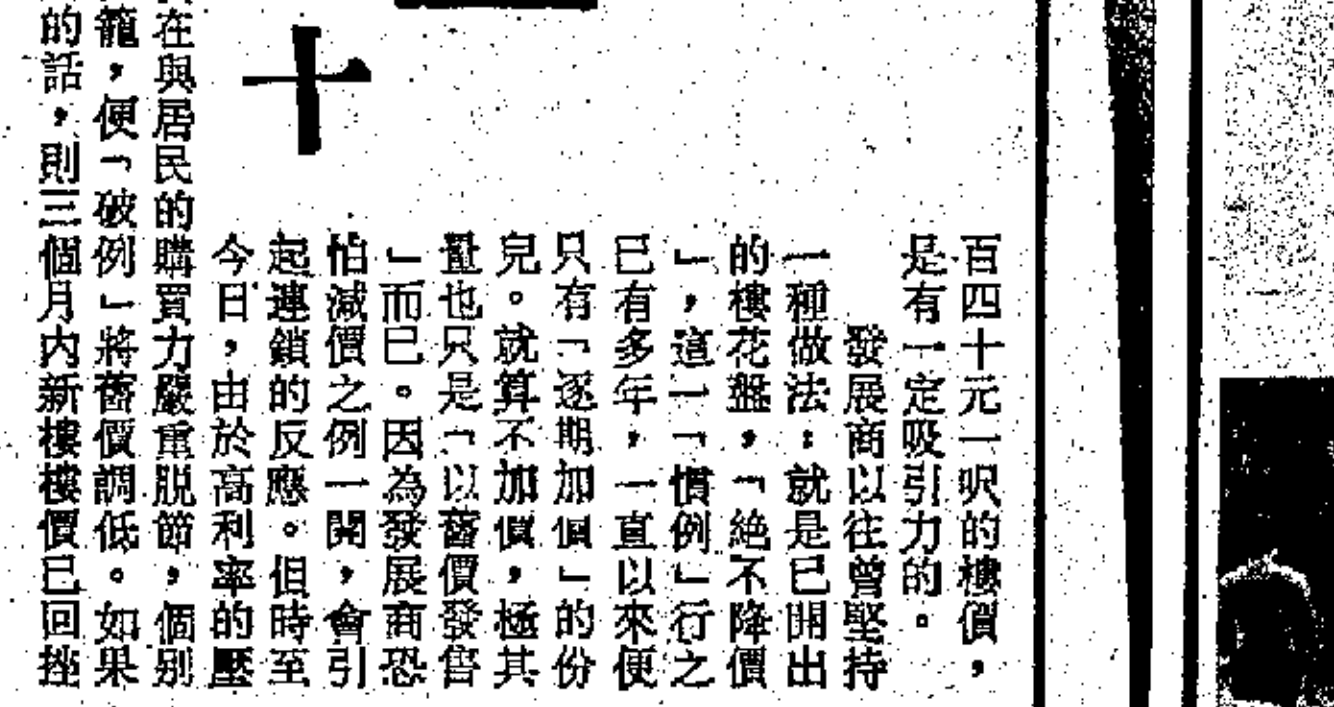 十
百四十元一呎的樓價，
是有一定吸引力的。
發展商以往曾堅持
一種做法：就是已開出
的樓花盤，「絕不降價
」，這一「慣例」行之
已有多年，一直以來便
只有「逐期加價」的份
兒。就算不加價，極其
量也只是「以舊價發售
」而已。因為發展商恐
怕減價之例一開，會引
起連鎖的反應。但時至
今日，由於高利率的壓
在與居民的購買力嚴重脱節，個別
籠，便「破例」將舊價調低。如果
的話，則三個月內新樓樓價已回挫